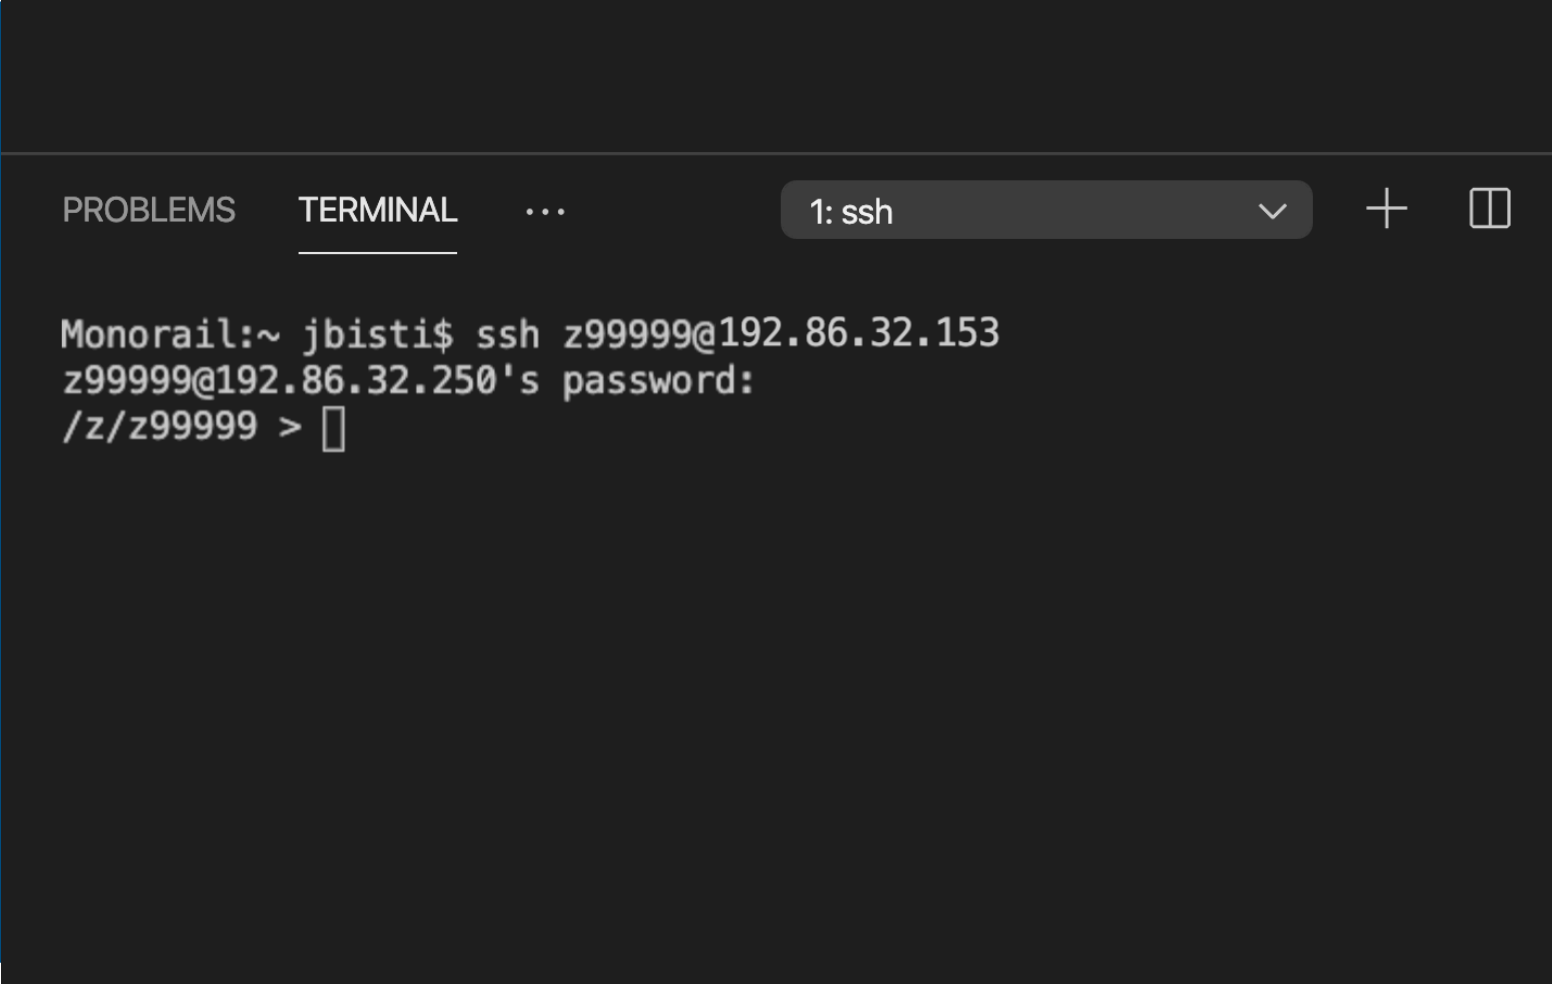 PROBLEMS TERMINAL ... 1: ssh
Monorail:~ jbisti$ ssh z99999@192.86.32.153
z99999@192.86.32.250's password:
/z/z99999 >